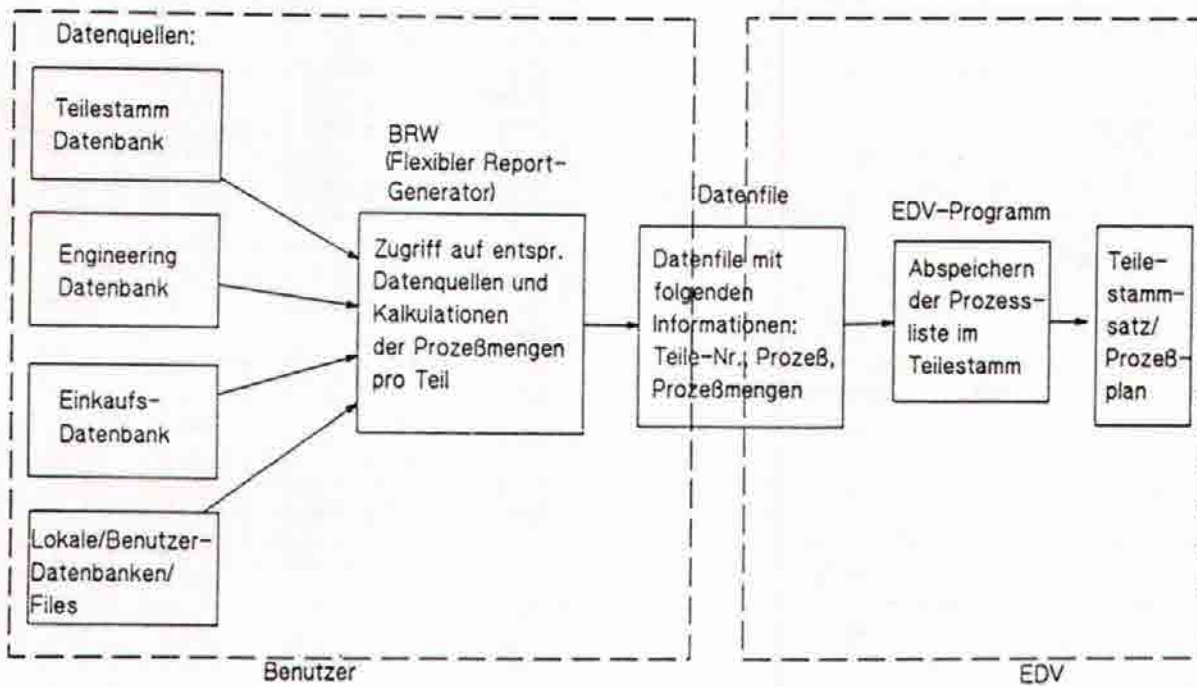 Datenquellen:
Teilestamm
Datenbank
Engineering
Datenbank
Einkaufs-
Datenbank
Lokale/Benutzer-
Datenbanken/
Files
BRW
(Flexibler Report-
Generator)
Zugriff auf entspr.
Datenquellen und
Kalkulationen
der Prozeßmengen
pro Teil
Datenfile
Datenfile mit
folgenden
Informationen:
Teile-Nr., Prozeß,
Prozeßmengen
EDV-Programm
Abspeichern
der Prozess-
liste im
Teilestamm
Teile-
stamm-
satz/
Prozeß-
plan
Benutzer
EDV